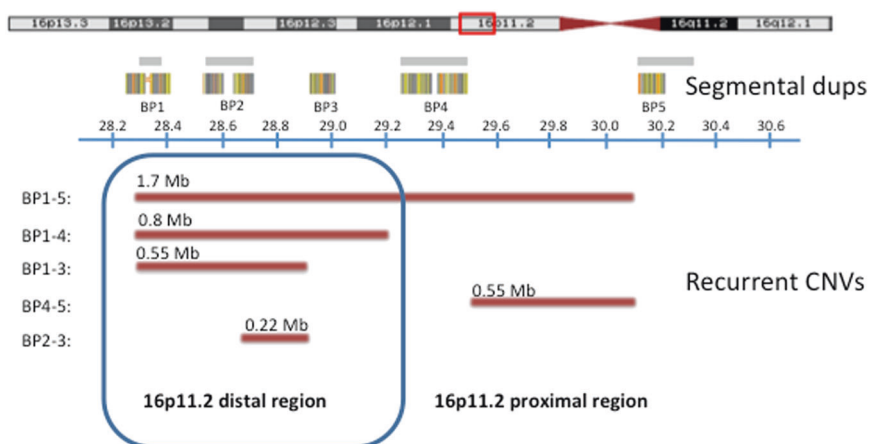 16p13.3 16p13.2 16p12.3 16p12.1 16p11.2 16q11.2 16q12.1
Segmental dups
BP1 BP2 BP3 BP4 BP5
28.2 28.4 28.6 28.8 29.0 29.2 29.4 29.6 29.8 30.0 30.2 30.4 30.6
1.7 Mb
BP1-5:
0.8 Mb
BP1-4:
0.55 Mb
BP1-3:
Recurrent CNVs
0.55 Mb
BP4-5:
0.22 Mb
BP2-3:
16p11.2 distal region 16p11.2 proximal region